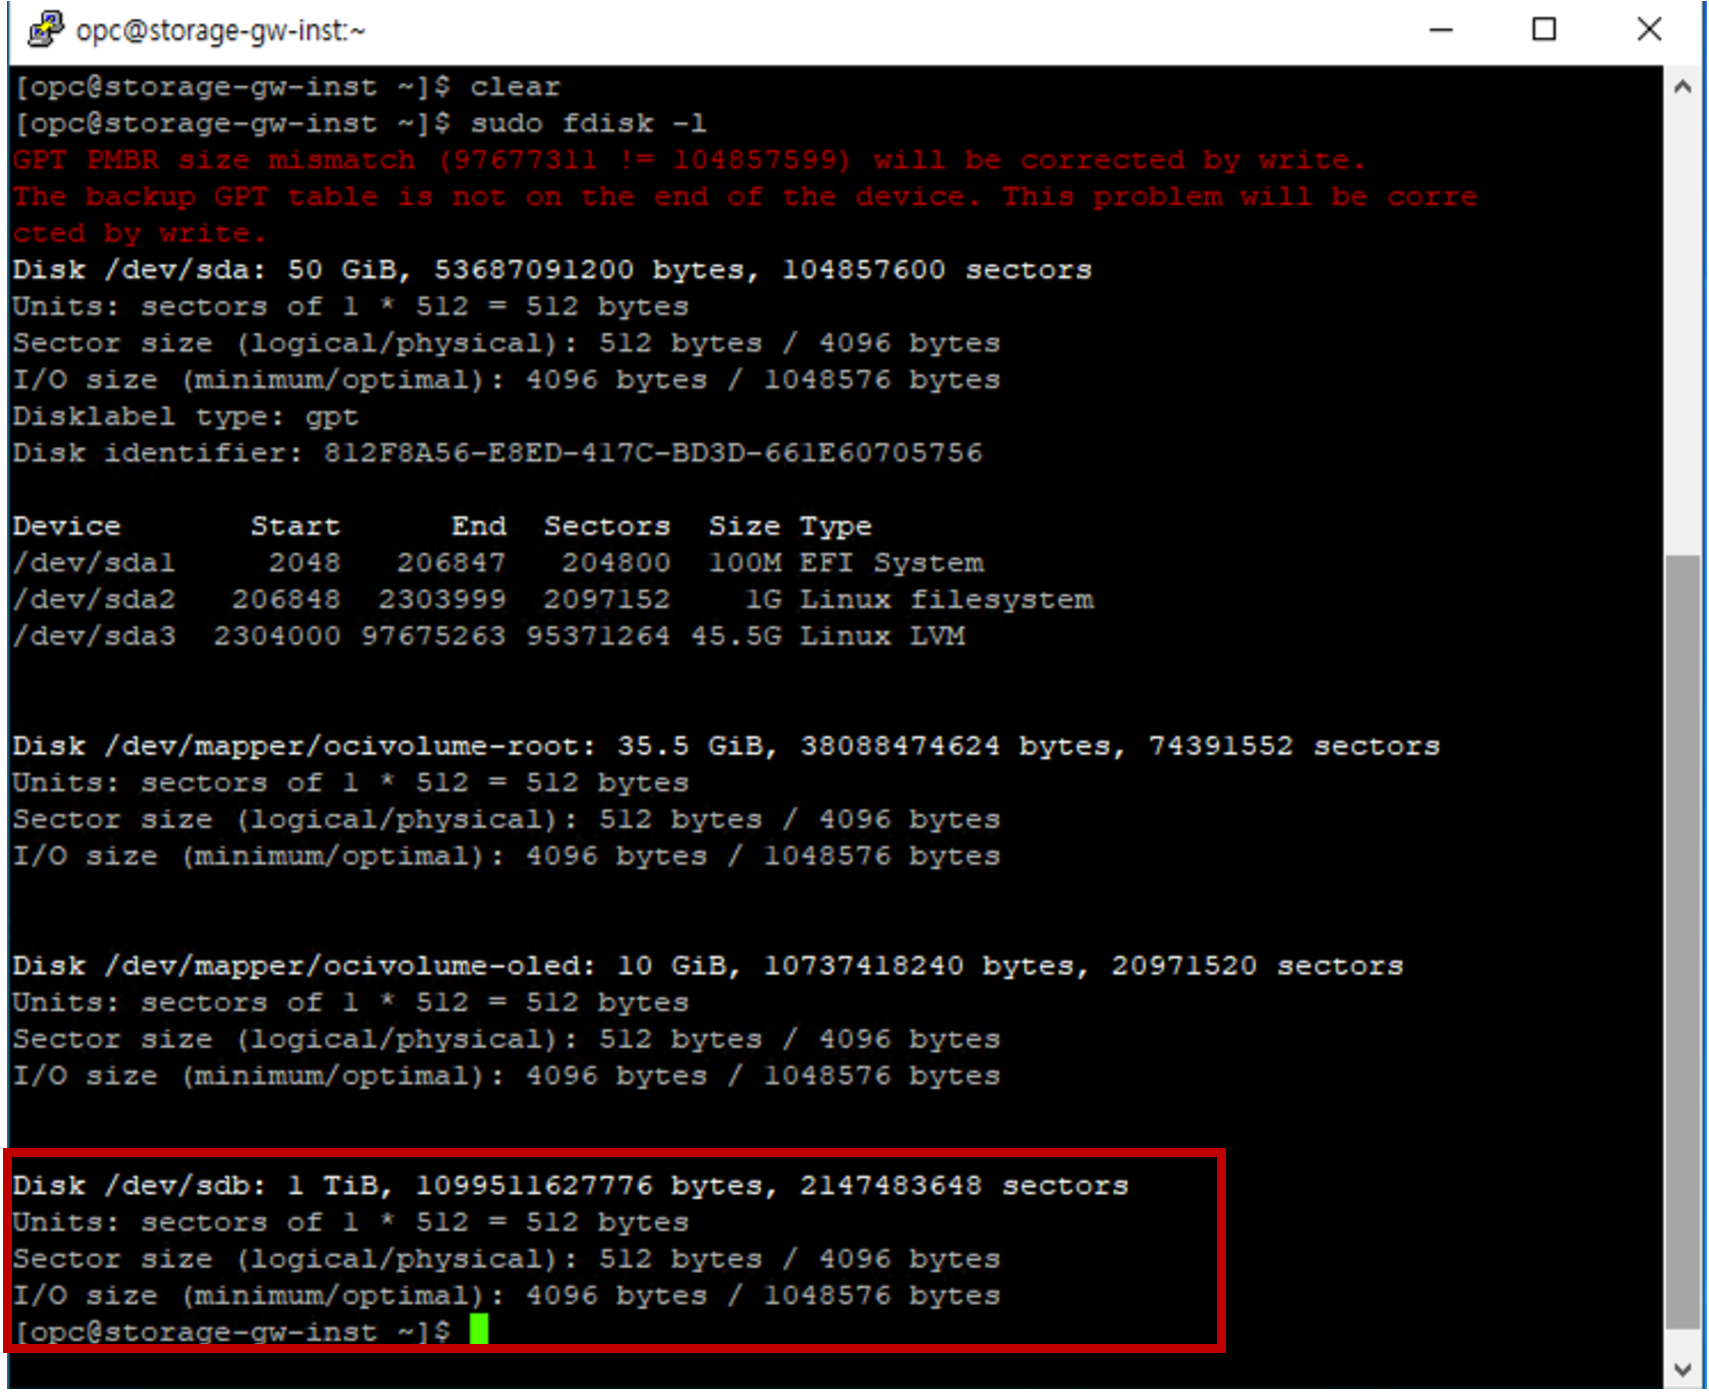 opc@storage-gw-inst:~
[opc@storage-gw-inst ~]$ clear
[opc@storage-gw-inst ~]$ sudo fdisk -l
GPT PMBR size mismatch (97677311 != 104857599) will be corrected by write.
The backup GPT table is not on the end of the device. This problem will be corre
cted by write.
Disk /dev/sda: 50 GiB, 53687091200 bytes, 104857600 sectors
Units: sectors of 1 * 512 = 512 bytes
Sector size (logical/physical): 512 bytes / 4096 bytes
I/O size (minimum/optimal): 4096 bytes / 1048576 bytes
Disklabel type: gpt
Disk identifier: 812F8A56-E8ED-417C-BD3D-661E60705756
Device       Start      End  Sectors  Size Type
/dev/sda1     2048   206847   204800  100M EFI System
/dev/sda2   206848  2303999  2097152    1G Linux filesystem
/dev/sda3  2304000 97675263 95371264 45.5G Linux LVM
Disk /dev/mapper/ocivolume-root: 35.5 GiB, 38088474624 bytes, 74391552 sectors
Units: sectors of 1 * 512 = 512 bytes
Sector size (logical/physical): 512 bytes / 4096 bytes
I/O size (minimum/optimal): 4096 bytes / 1048576 bytes
Disk /dev/mapper/ocivolume-oled: 10 GiB, 10737418240 bytes, 20971520 sectors
Units: sectors of 1 * 512 = 512 bytes
Sector size (logical/physical): 512 bytes / 4096 bytes
I/O size (minimum/optimal): 4096 bytes / 1048576 bytes
Disk /dev/sdb: 1 TiB, 1099511627776 bytes, 2147483648 sectors
Units: sectors of 1 * 512 = 512 bytes
Sector size (logical/physical): 512 bytes / 4096 bytes
I/O size (minimum/optimal): 4096 bytes / 1048576 bytes
[opc@storage-gw-inst ~]$